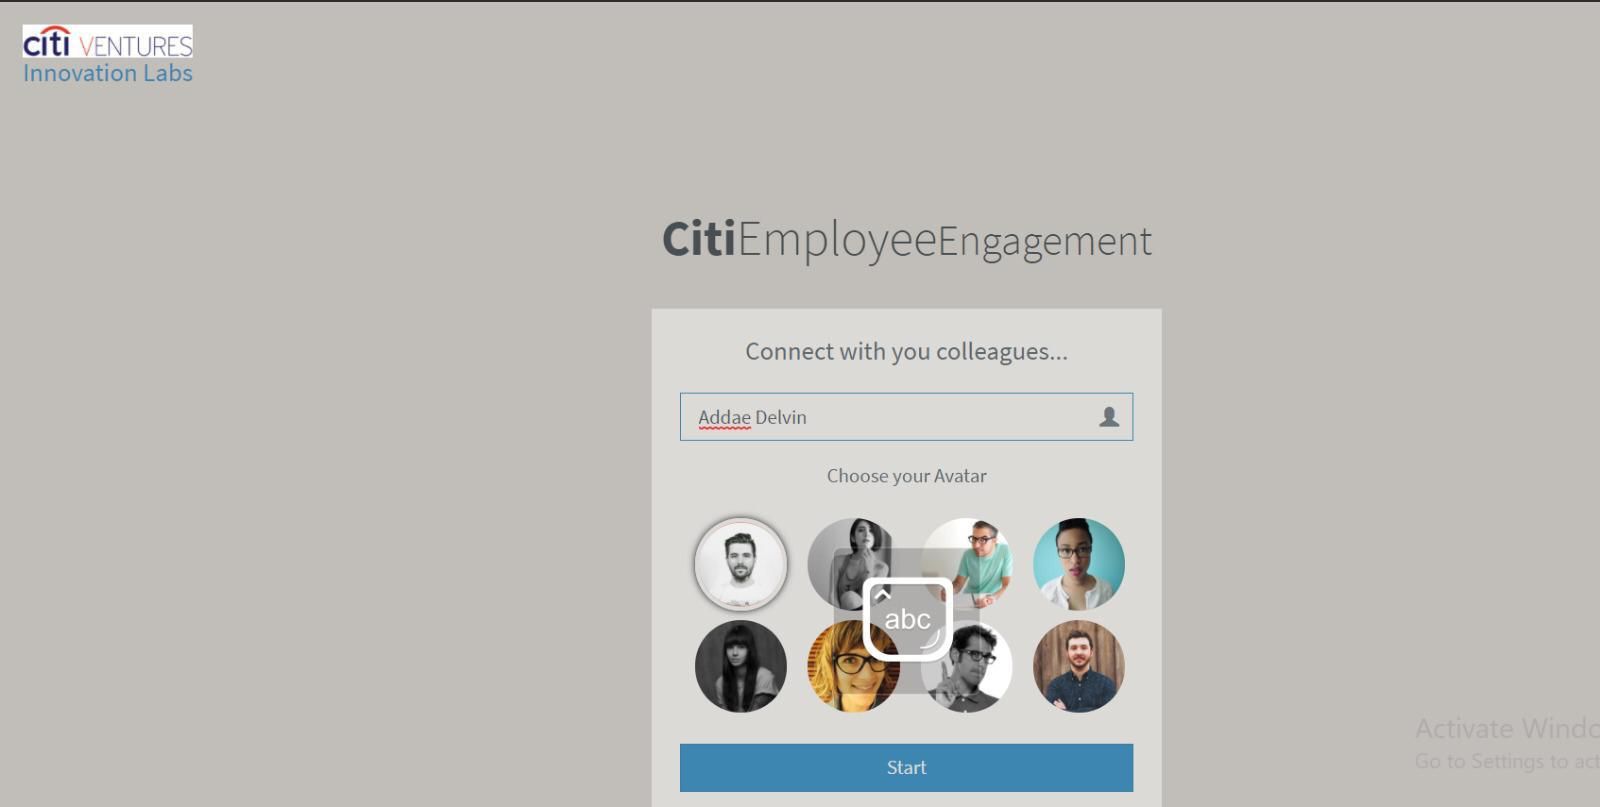 citi VENTURES
Innovation Labs
CitiEmployeeEngagement
Connect with you colleagues...
Addae Delvin
Choose your Avatar
abc
Start
Activate Windo
Go to Settings to act